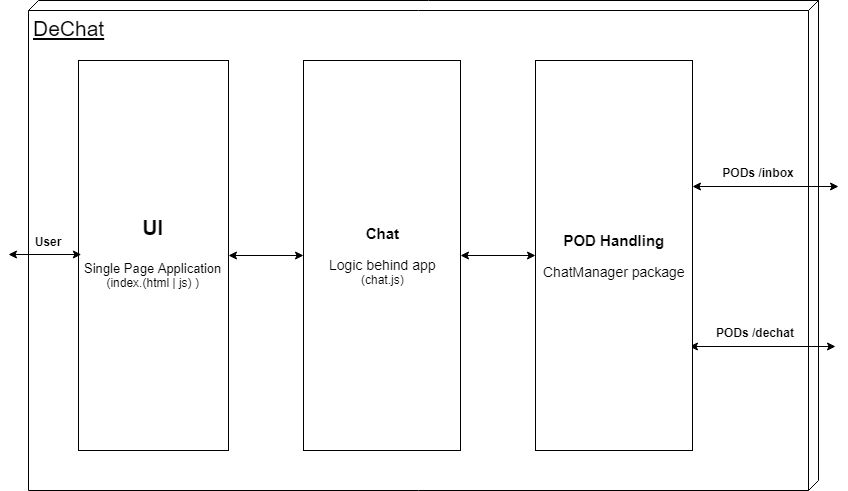 DeChat
User
UI
Single Page Application
(index.(html | js) )
Chat
Logic behind app
(chat.js)
POD Handling
ChatManager package
PODs /inbox
PODs /dechat